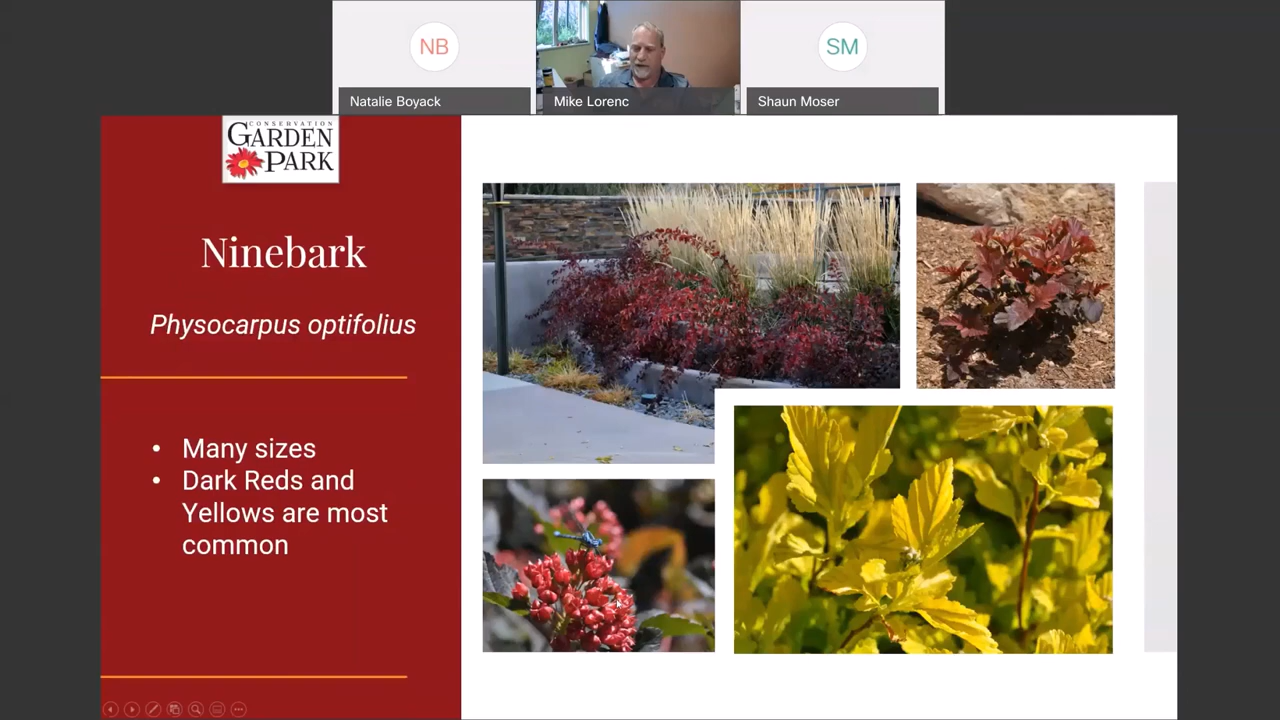 NB
SM
Natalie Boyack
Mike Lorenc
Shaun Moser
CONSERVATION
GARDEN
PARK
Ninebark
Physocarpus optifolius
• Many sizes
• Dark Reds and
Yellows are most
common